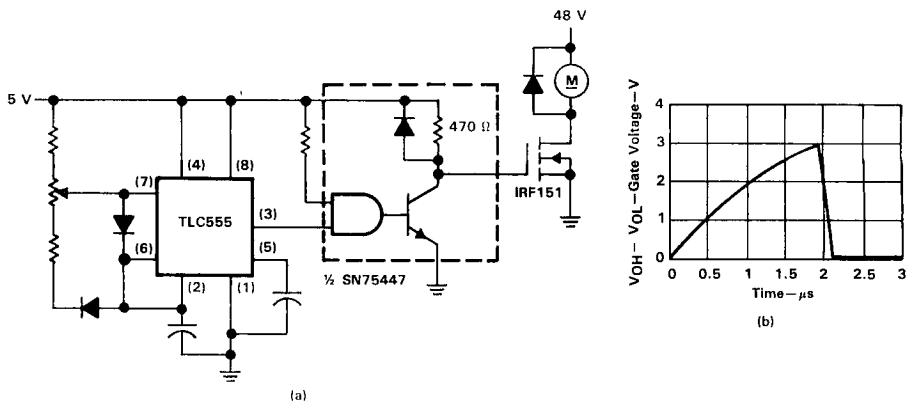 48 V
5 V
M
470 Ω
(4)
(8)
(7)
TLC555
(3)
IRF151
(6)
(5)
(2)
(1)
½ SN75447
(a)
VOH – VOL – Gate Voltage – V
4
3
2
1
0
0 0.5 1 1.5 2 2.5 3
Time – μs
(b)